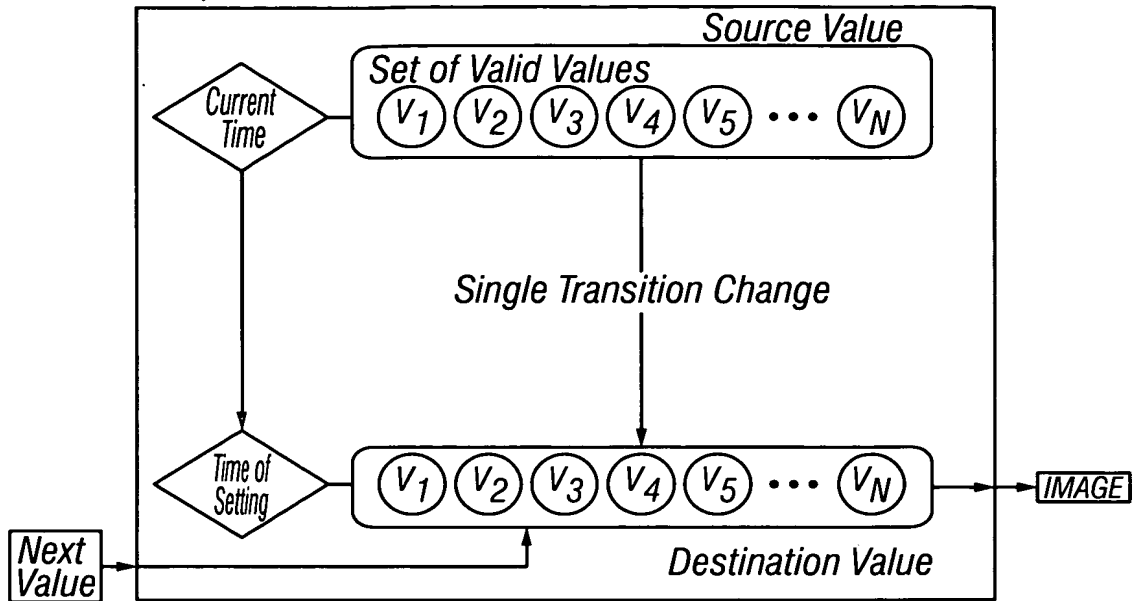 Source Value
Set of Valid Values
Current
Time
V1 V2 V3 V4 V5 ••• VN
Single Transition Change
Time of
Setting
V1 V2 V3 V4 V5 ••• VN
IMAGE
Next
Value
Destination Value